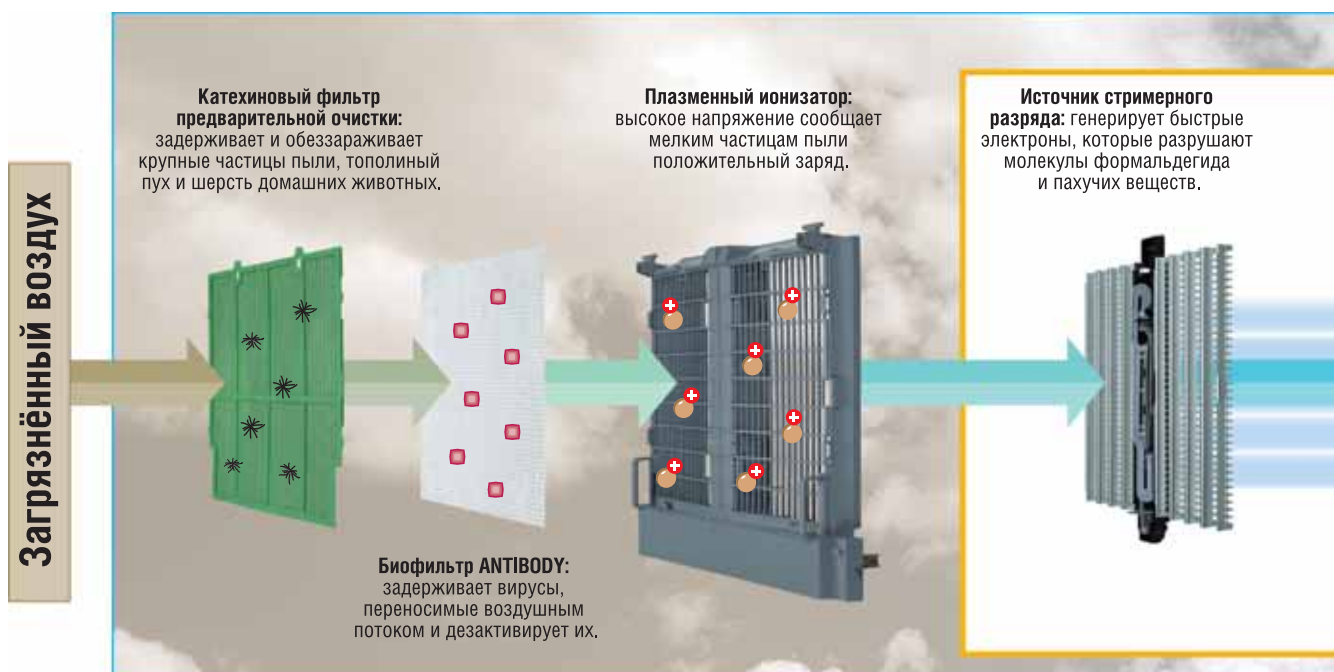 Загрязнённый воздух
Катехиновый фильтр
предварительной очистки:
задерживает и обеззараживает
крупные частицы пыли, тополиный
пух и шерсть домашних животных.
Биофильтр ANTIBODY:
задерживает вирусы,
переносимые воздушным
потоком и дезактивирует их.
Плазменный ионизатор:
высокое напряжение сообщает
мелким частицам пыли
положительный заряд.
Источник стримерного
разряда: генерирует быстрые
электроны, которые разрушают
молекулы формальдегида
и пахучих веществ.